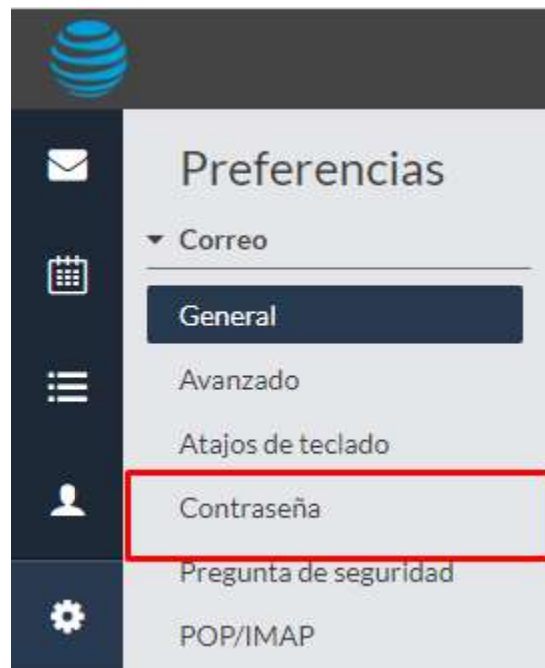 Preferencias
Correo
General
Avanzado
Atajos de teclado
Contraseña
Pregunta de seguridad
POP/IMAP